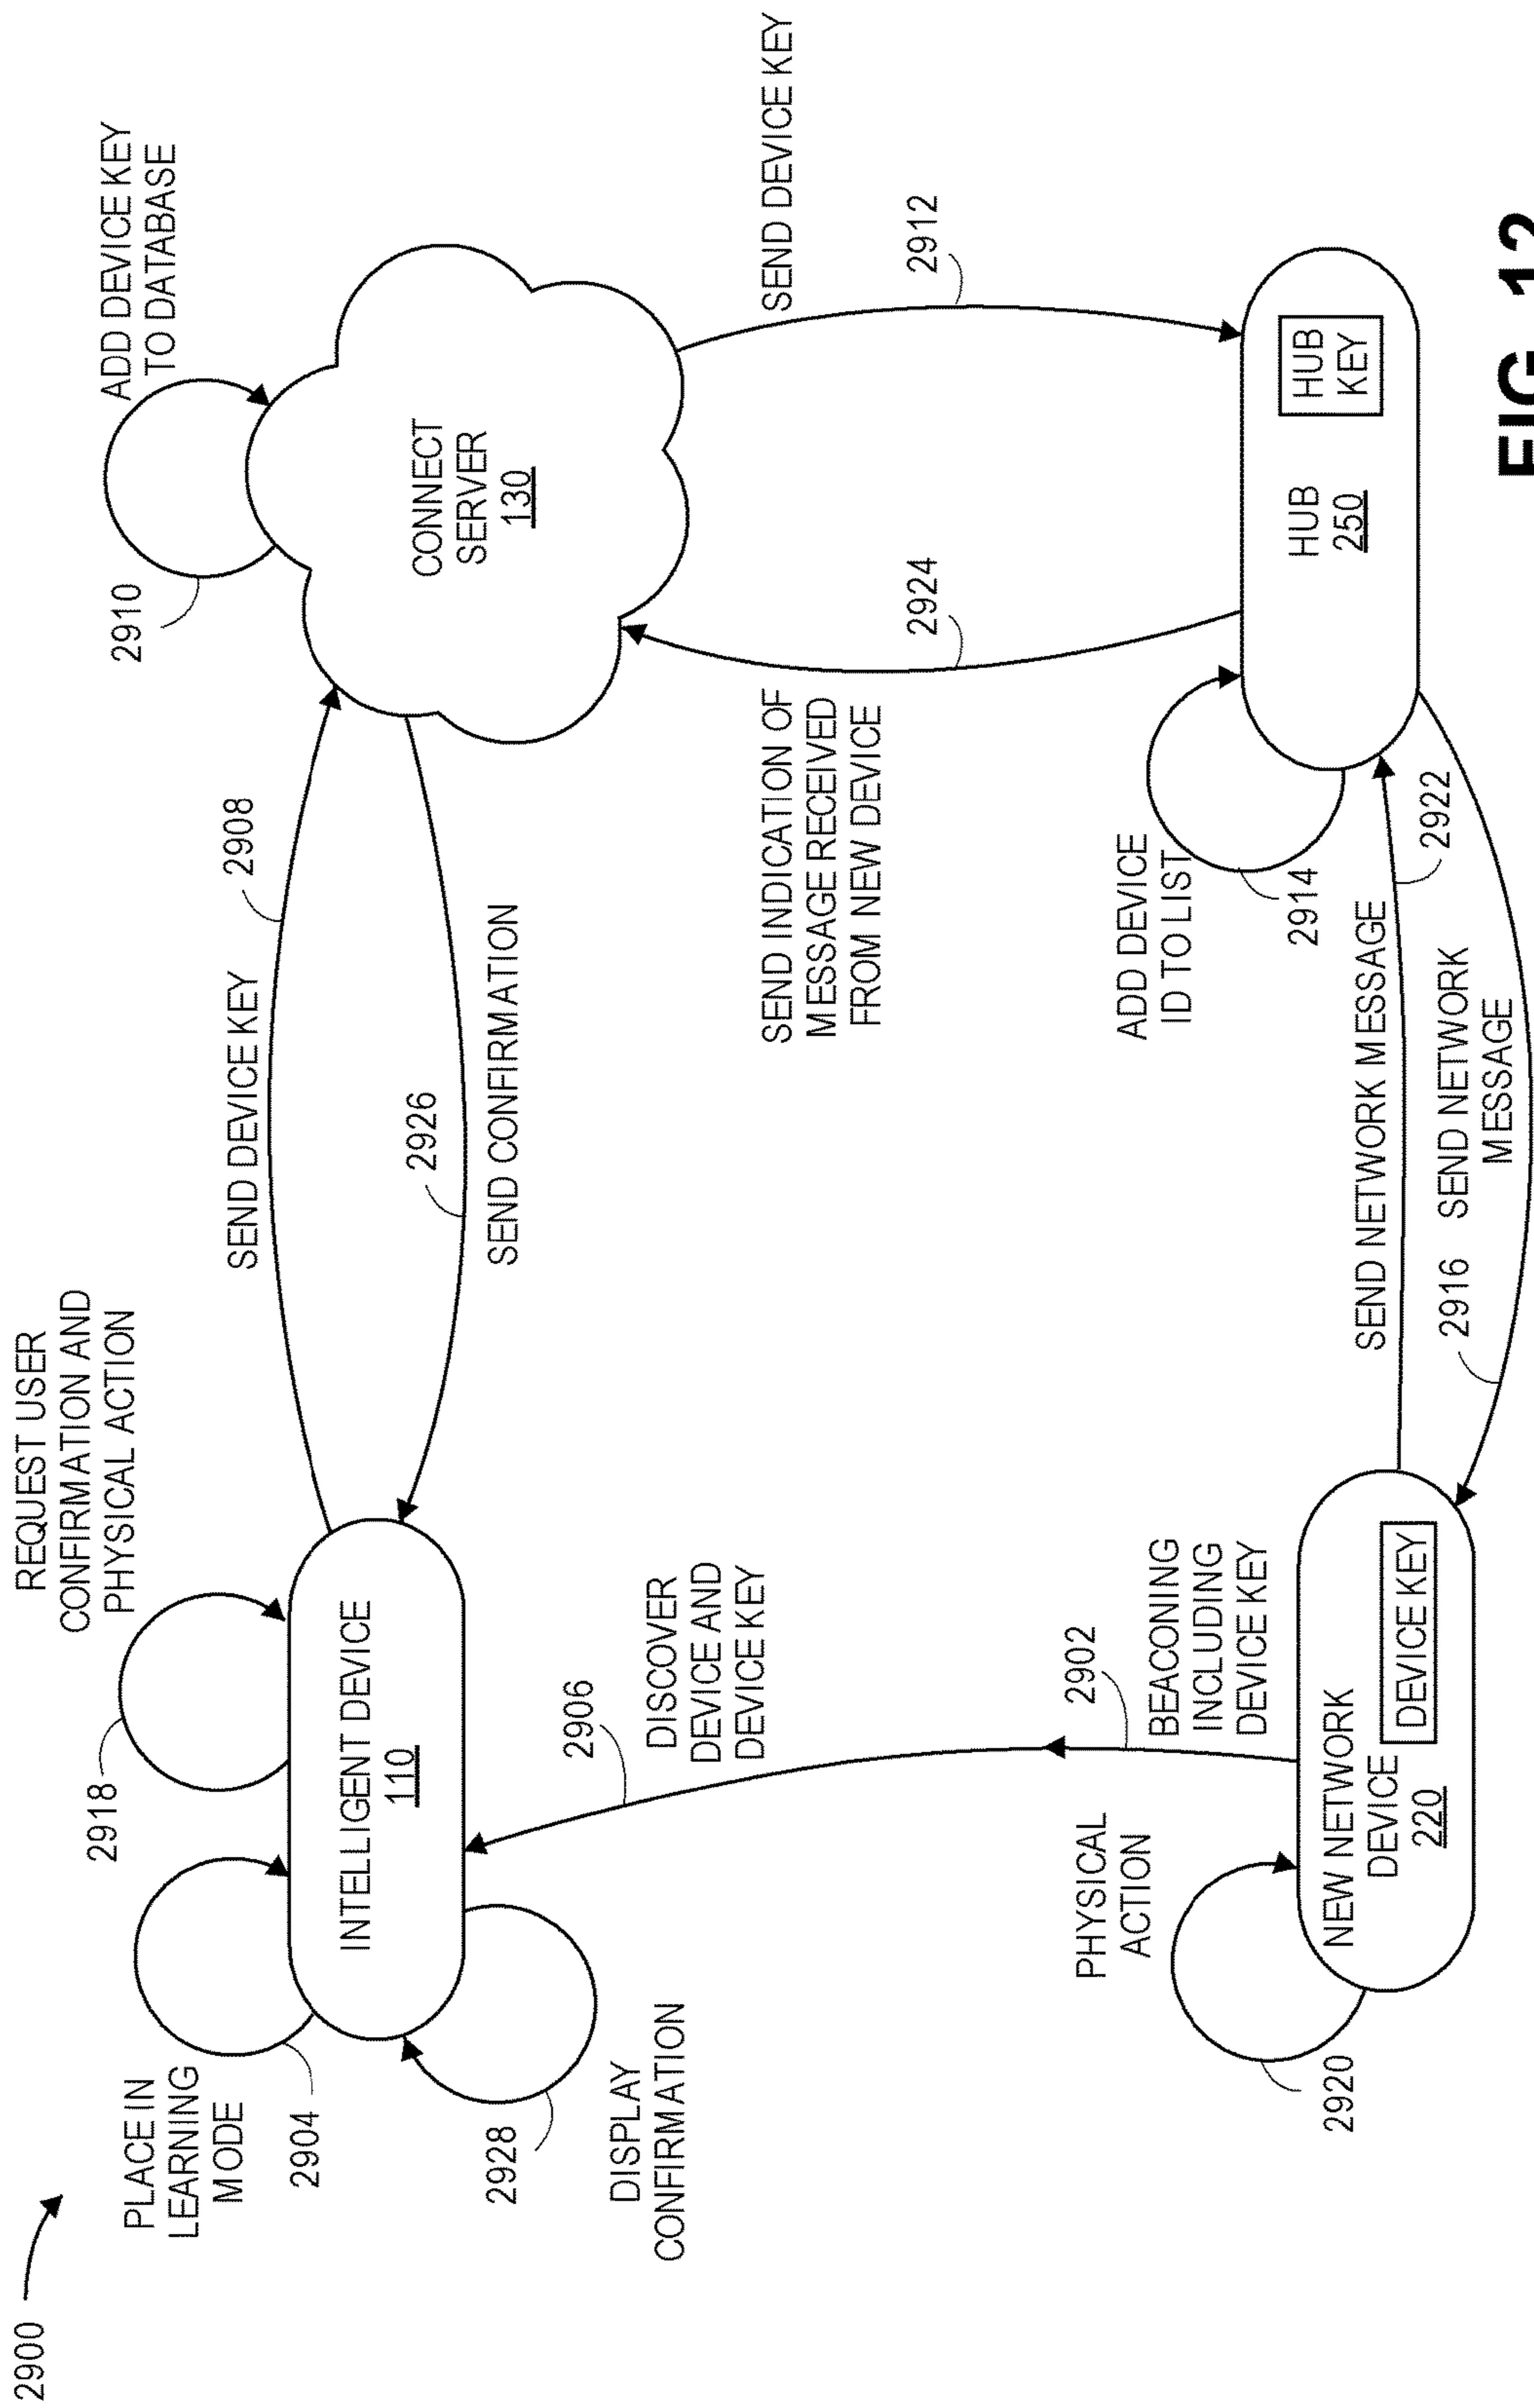 2900
PLACE IN
LEARNING
MODE
2904
2918
REQUEST USER
CONFIRMATION AND
PHYSICAL ACTION
INTELLIGENT DEVICE
110
2928
DISPLAY
CONFIRMATION
SEND DEVICE KEY
2908
2926
SEND CONFIRMATION
2910
ADD DEVICE KEY
TO DATABASE
CONNECT
SERVER
130
2906
DISCOVER
DEVICE AND
DEVICE KEY
2902
BEACONING
INCLUDING
DEVICE KEY
SEND INDICATION OF
MESSAGE RECEIVED
FROM NEW DEVICE
2924
SEND DEVICE KEY
2912
PHYSICAL
ACTION
2920
NEW NETWORK
DEVICE
220
DEVICE KEY
ADD DEVICE
ID TO LIST
2914
HUB
250
HUB
KEY
SEND NETWORK MESSAGE
2922
2916
SEND NETWORK
MESSAGE
FIG. 12